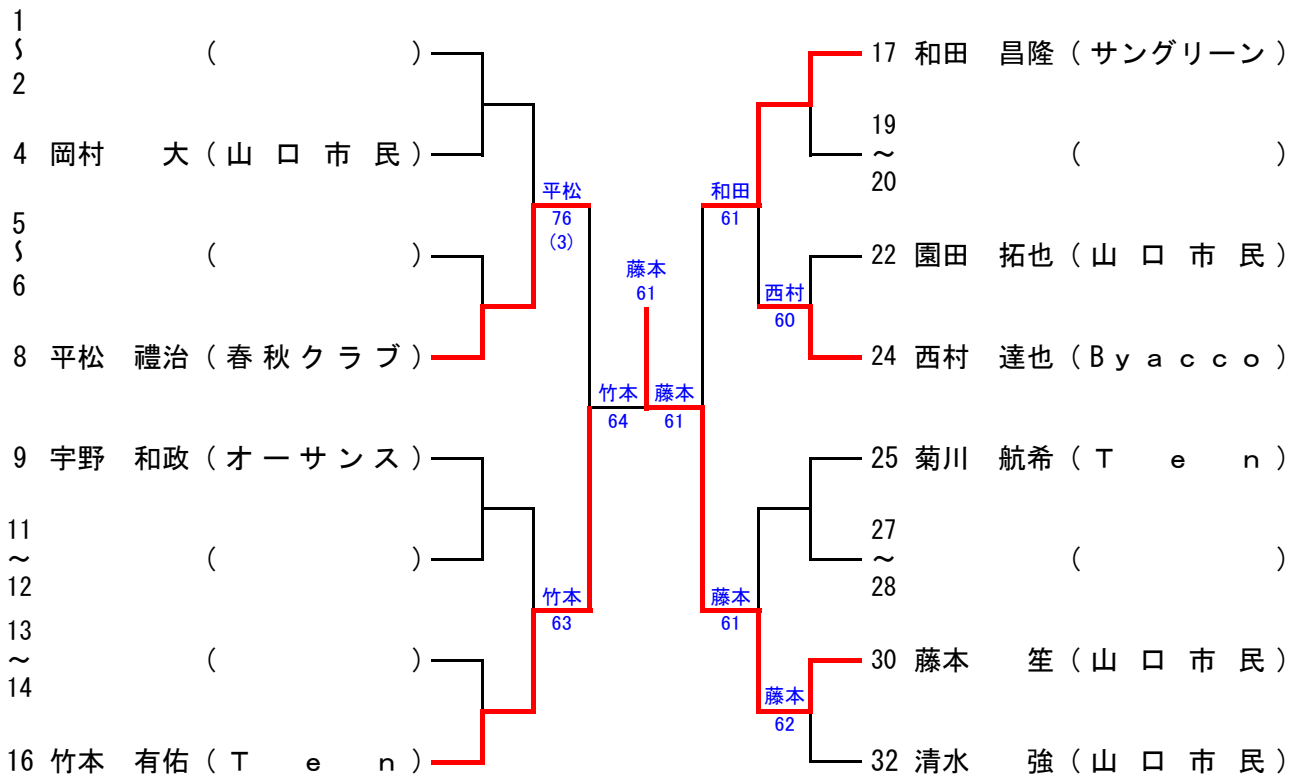 1
〜
2
(　　　)
4 岡村　大 (山口市民)
5
〜
6
(　　　)
8 平松　禮治 (春秋クラブ)
9 宇野　和政 (オーサンス)
11
〜
12
(　　　)
13
〜
14
(　　　)
16 竹本　有佑 (Ten)
平松
76
(3)
竹本
63
竹本
64
藤本
61
藤本
61
和田
61
西村
60
藤本
61
藤本
62
17 和田　昌隆 (サングリーン)
19
〜
20
(　　　)
22 園田　拓也 (山口市民)
24 西村　達也 (Byacco)
25 菊川　航希 (Ten)
27
〜
28
(　　　)
30 藤本　笙 (山口市民)
32 清水　強 (山口市民)